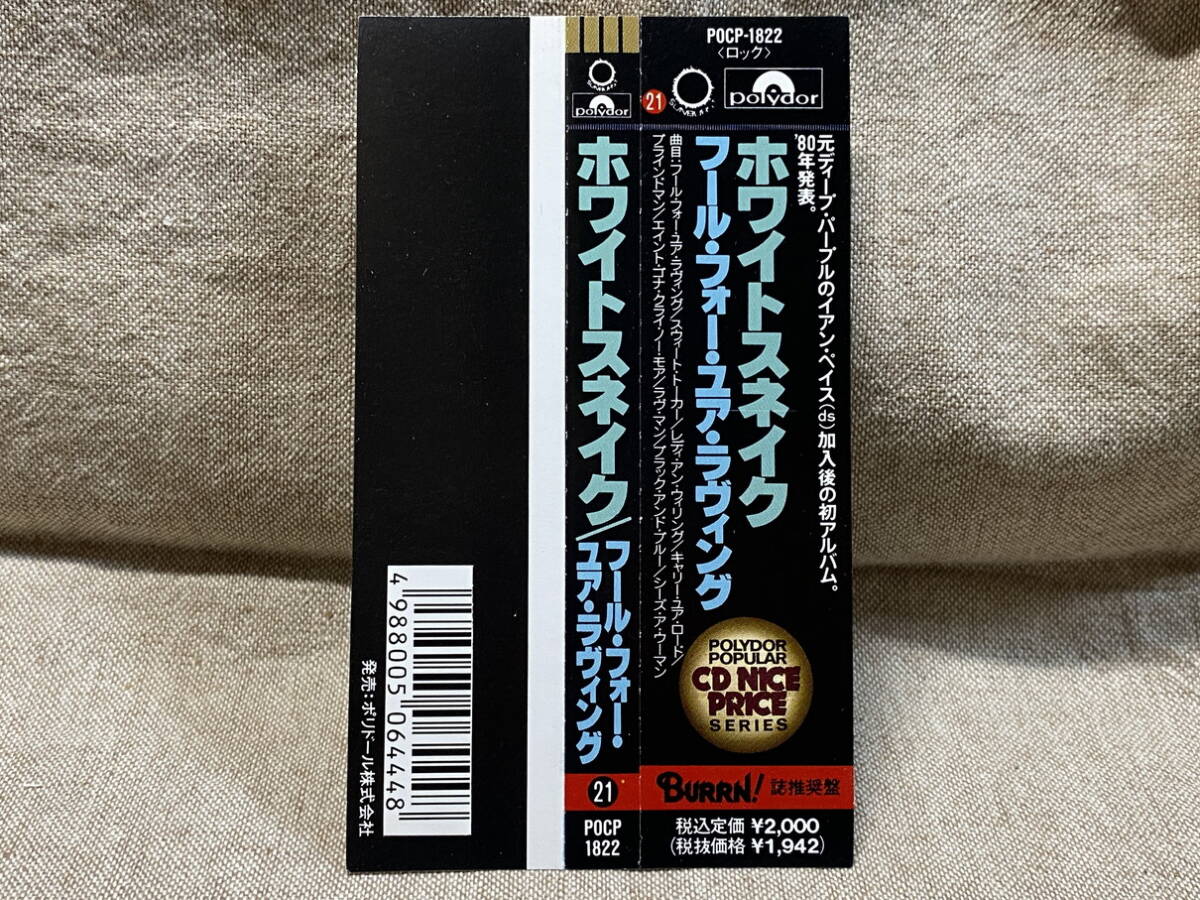 POCP-1822
〈ロック〉
21
SUNBURST
polydor
元ディープ・パープルのイアン・ペイス(ds)加入後の初アルバム。
'80年発表。
ホワイトスネイク
フール・フォー・ユア・ラヴィング
曲目:フール・フォー・ユア・ラヴィング/スウィート・トーカー/レディ・アン・ウィリング/キャリー・ユア・ロード/
ブラインドマン/エイント・ゴナ・クライ・ノー・モア/ラヴ・マン/ブラック・アンド・ブルー/シーズ・ア・ウーマン
POLYDOR
POPULAR
CD NICE
PRICE
SERIES
BURRN! 誌推奨盤
税込定価 ¥2,000
(税抜価格 ¥1,942)
polydor
ホワイトスネイク/フール・フォー・
ユア・ラヴィング
21
POCP
1822
4 988005 064448
発売:ポリドール株式会社